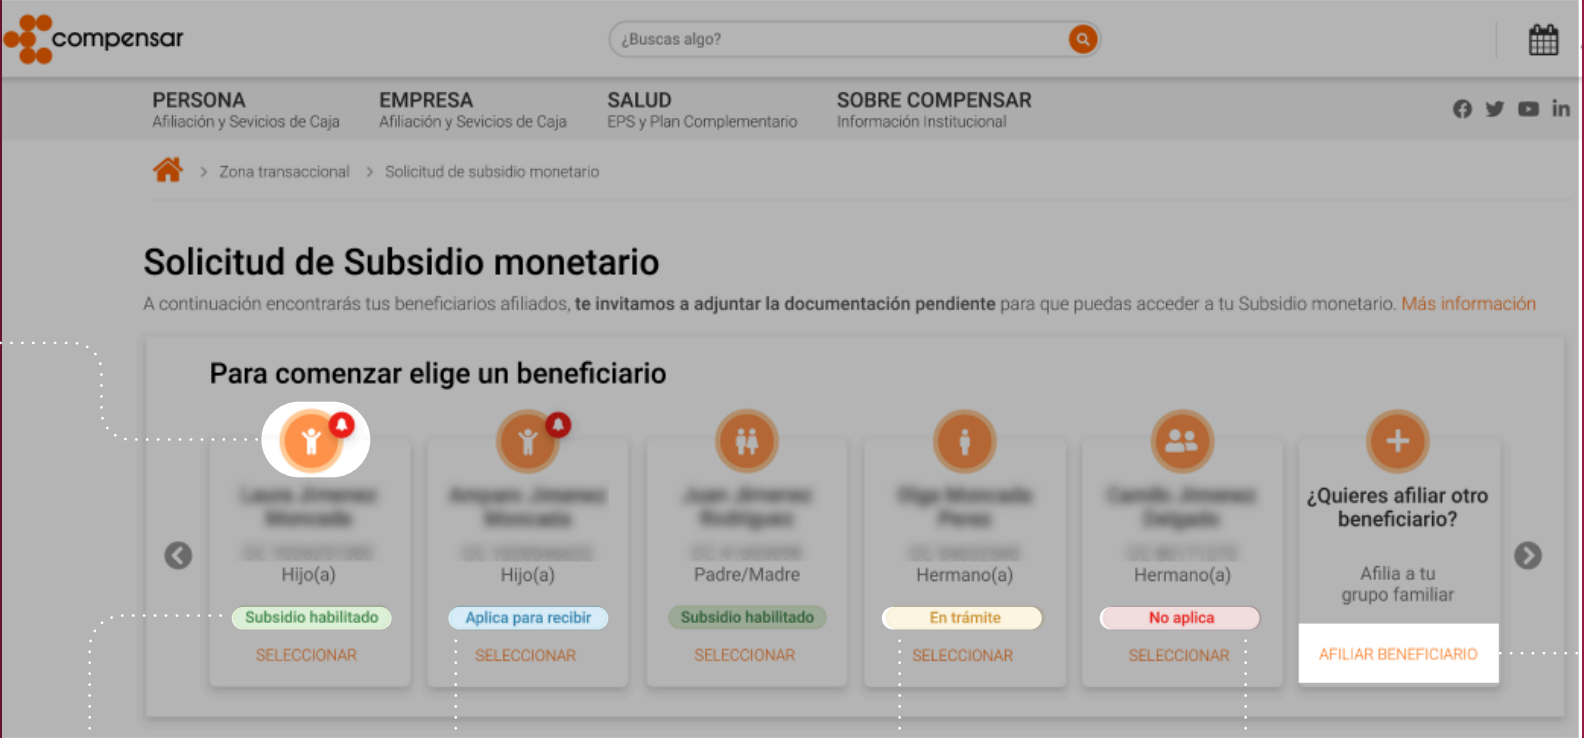 compensar
¿Buscas algo?
PERSONA
Afiliación y Sevicios de Caja
EMPRESA
Afiliación y Sevicios de Caja
SALUD
EPS y Plan Complementario
SOBRE COMPENSAR
Información Institucional
> Zona transaccional > Solicitud de subsidio monetario
Solicitud de Subsidio monetario
A continuación encontrarás tus beneficiarios afiliados, te invitamos a adjuntar la documentación pendiente para que puedas acceder a tu Subsidio monetario. Más información
Para comenzar elige un beneficiario
Hijo(a)
Subsidio habilitado
SELECCIONAR
Hijo(a)
Aplica para recibir
SELECCIONAR
Padre/Madre
Subsidio habilitado
SELECCIONAR
Hermano(a)
En trámite
SELECCIONAR
Hermano(a)
No aplica
SELECCIONAR
¿Quieres afiliar otro
beneficiario?
Afilia a tu
grupo familiar
AFILIAR BENEFICIARIO